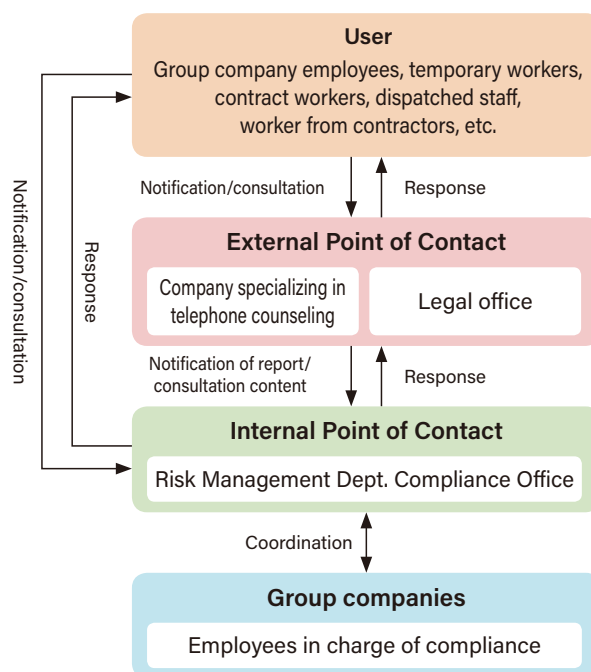 User
Group company employees, temporary workers,
contract workers, dispatched staff,
worker from contractors, etc.
Notification/consultation
Response
Notification/consultation
Response
External Point of Contact
Company specializing in
telephone counseling
Legal office
Notification of report/
consultation content
Response
Internal Point of Contact
Risk Management Dept. Compliance Office
Coordination
Group companies
Employees in charge of compliance